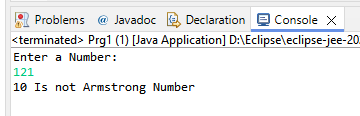 Problems Javadoc Declaration Console
<terminated> Prg1 (1) [Java Application] D:\Eclipse\eclipse-jee-20
Enter a Number:
121
10 Is not Armstrong Number